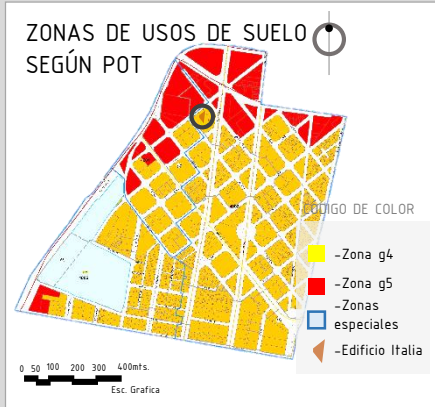 ZONAS DE USOS DE SUELO
SEGÚN POT
CÓDIGO DE COLOR
-Zona g4
-Zona g5
-Zonas
especiales
-Edificio Italia
0 50 100 200 300 400mts.
Esc. Grafica